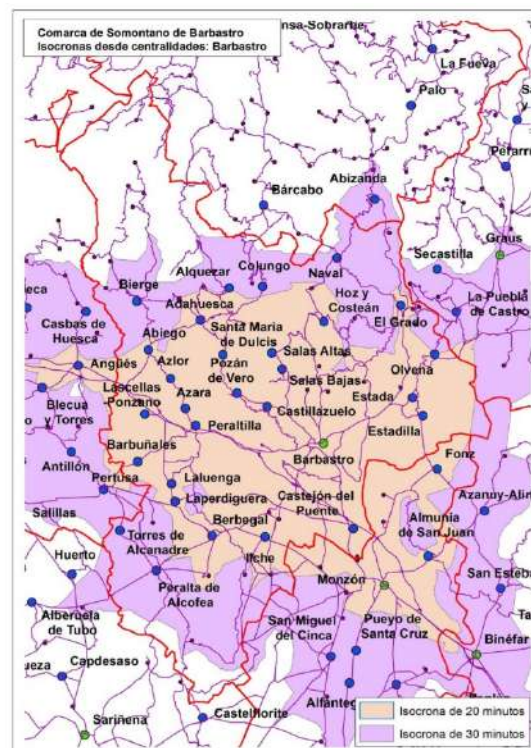 Comarca de Somontano de Barbastro
Isocronas desde centralidades: Barbastro
La Fueva
Palo
Abizanda
Bárcabo
Graus
Secastilla
Colungo
Naval
Alquezar
Bierge
Hoz y
Costeán
La Puebla
de Castro
Adahuesca
El Grado
Casbas de
Huesca
Santa Maria
de Dulcis
Abiego
Salas Altas
Angüés
Azlor
Pozán
de Vero
Olvena
Salas Bajas
Lascellas
-Ponzano
Azara
Estada
Castillazuelo
Blecua
y Torres
Peraltilla
Estadilla
Barbuñales
Barbastro
Antillón
Fonz
Pertusa
Laluenga
Laperdiguera
Castejón del
Puente
Azanuy-Alin
Salillas
Berbegal
Almunia
de San Juan
Torres de
Alcanadre
Ilche
Huerto
Monzón
San Esteb
Peralta de
Alcofea
San Miguel
del Cinca
Pueyo de
Santa Cruz
Alberuela
de Tubo
Binéfar
Capdesaso
Castelflorite
Sariñena
Isocrona de 20 minutos
Isocrona de 30 minutos